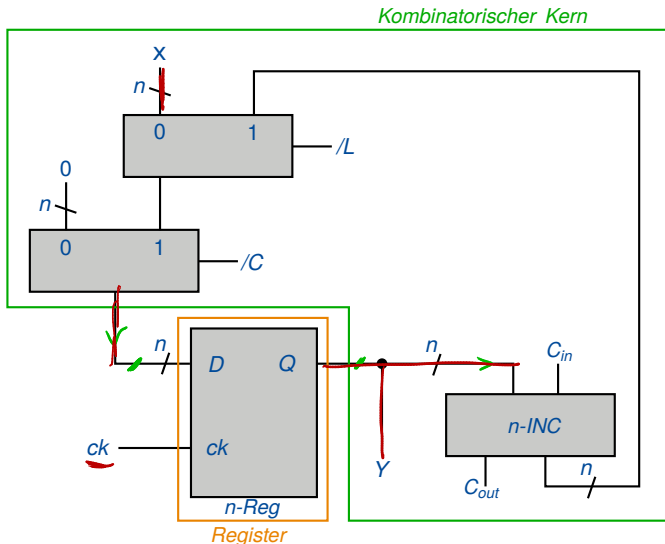 Kombinatorischer Kern
x
n
0 1
/L
0
n
0 1
/C
n
D Q
n
C_in
n-INC
ck
ck
Y
C_out
n
n-Reg
Register